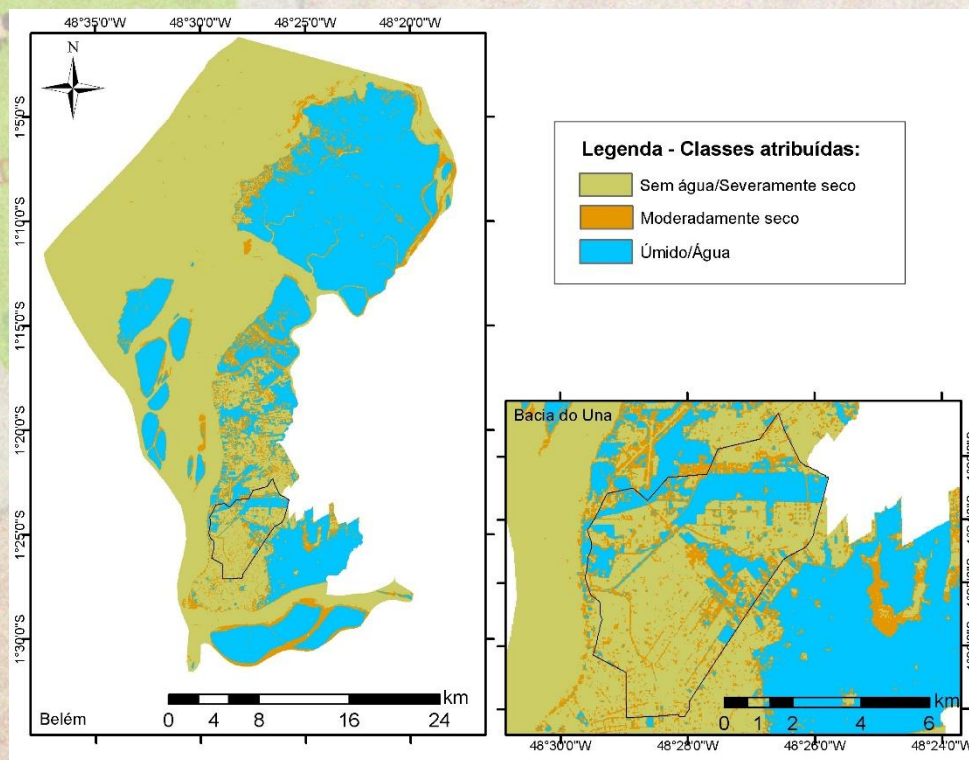 48°35'0"W 48°30'0"W 48°25'0"W 48°20'0"W
N
1°5'0"S
1°10'0"S
1°15'0"S
1°20'0"S
1°25'0"S
1°30'0"S
km
0 4 8 16 24
Belém
Legenda - Classes atribuídas:
Sem água/Severamente seco
Moderadamente seco
Úmido/Água
Bacia do Una
km
0 1 2 4 6
48°30'0"W 48°28'0"W 48°26'0"W 48°24'0"W